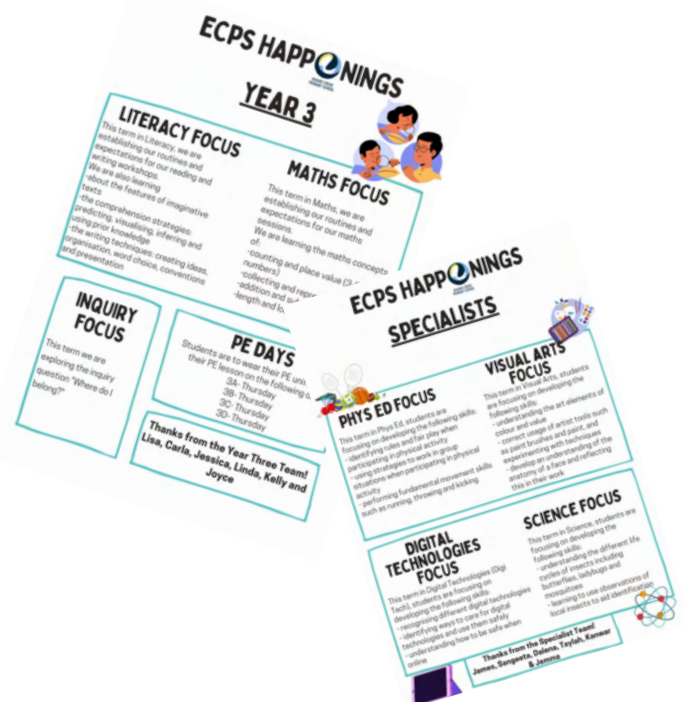 ECPS HAPPENINGS
YEAR 3
LITERACY FOCUS
This term in Literacy, we are
establishing our routines and
expectations for our reading and
writing workshops.
We are also learning
-about the features of imaginative
texts
-the comprehension strategies:
predicting, visualising, inferring and
using prior knowledge
-the writing techniques: creating ideas,
organisation, word choice, conventions
and presentation
MATHS FOCUS
This term in Maths, we are
establishing our routines and
expectations for our maths
sessions.
We are learning the maths concepts
of:
-counting and place value (3-
numbers)
-collecting and
-addition and
-length and
INQUIRY
FOCUS
This term we are
exploring the inquiry
question "Where do I
belong?"
PE DAYS
Students are to wear their PE
their PE lesson on the following
3A- Thursday
3B- Thursday
3C- Thursday
3D- Thursday
Thanks from the Year Three Team!
Lisa, Carla, Jessica, Linda, Kelly and
Joyce
ECPS HAPPENINGS
SPECIALISTS
PHYS ED FOCUS
This term in Phys Ed, students are
focusing on developing the following skills:
- identifying rules and fair play when
participating in physical activity
- using strategies to work in group
situations when participating in physical
activity
- performing fundamental movement skills
such as running, throwing and kicking
VISUAL ARTS
FOCUS
This term in Visual Arts, students
are focusing on developing the
following skills:
- understanding the art elements of
colour and value
- correct usage of artist tools such
as paint brushes and paint, and
experimenting with techniques
- develop an understanding of the
anatomy of a face and reflecting
this in their work
DIGITAL
TECHNOLOGIES
FOCUS
This term in Digital Technologies (Digi
Tech), students are focusing on
developing the following skills:
- recognising different digital technologies
- identifying ways to care for digital
technologies and use them safely
- understanding how to be safe when
online
SCIENCE FOCUS
This term in Science, students are
focusing on developing the
following skills:
- understanding the different life
cycles of insects including
butterflies, ladybugs and
mosquitoes
- learning to use observations of
local insects to aid identification
Thanks from the Specialist Team!
James, Sangeeta, Daiena, Taylah, Kanwar
& Jemma